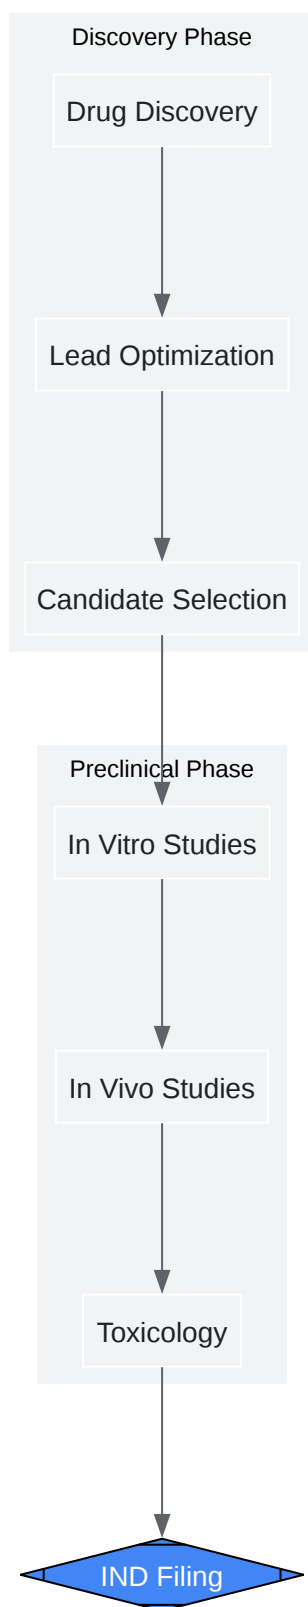 Discovery Phase
Drug Discovery
Lead Optimization
Candidate Selection
Preclinical Phase
In Vitro Studies
In Vivo Studies
Toxicology
IND Filing